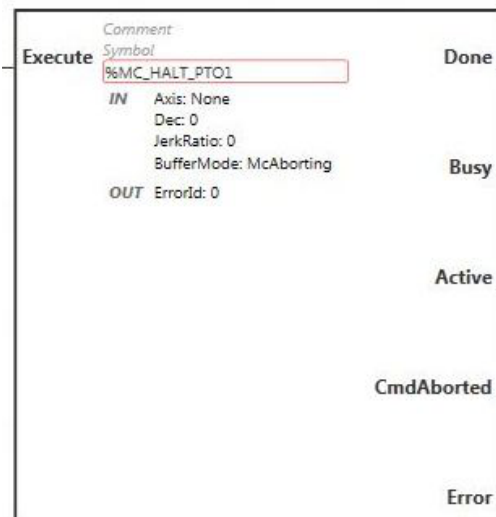 Comment
Execute Symbol Done
%MC_HALT_PTO1
IN Axis: None
Dec: 0
JerkRatio: 0
BufferMode: McAborting
Busy
OUT ErrorId: 0
Active
CmdAborted
Error